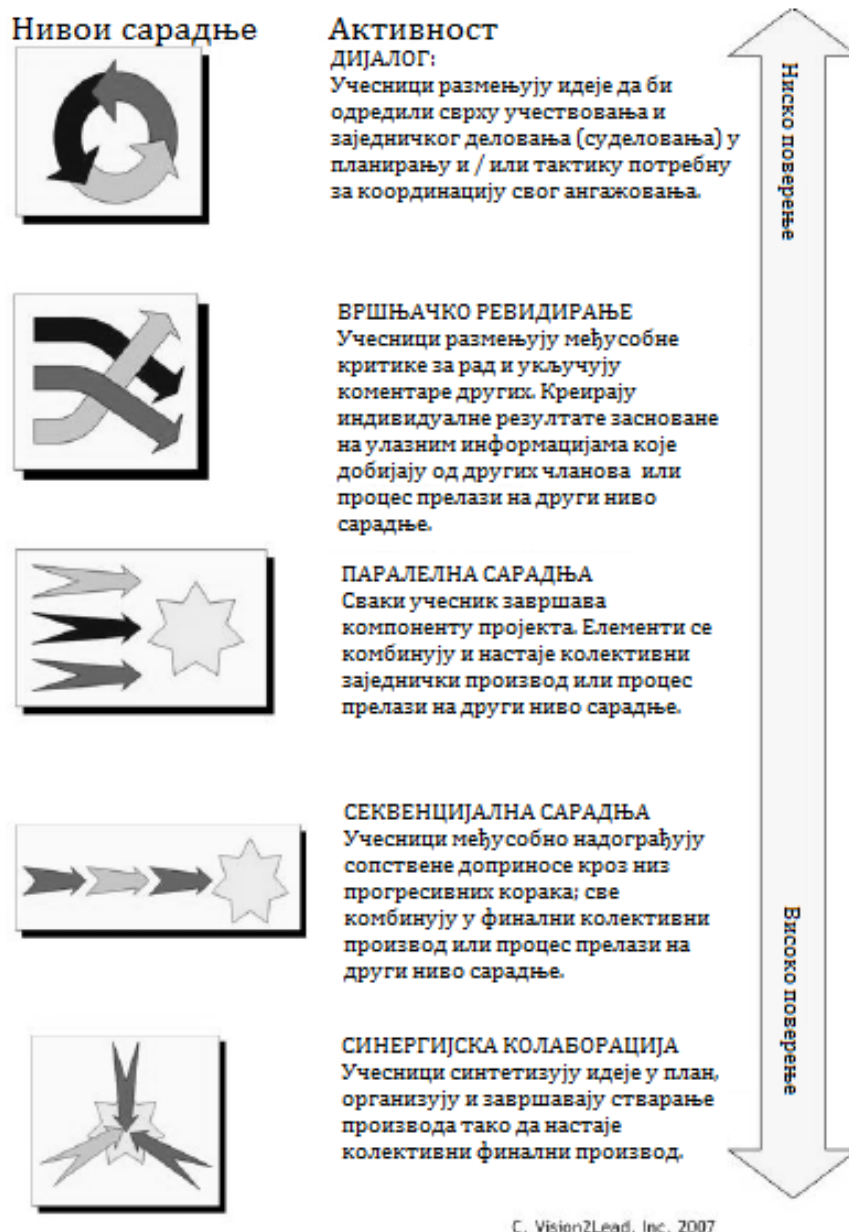 Нивои сарадње
Активност
ДИЈАЛОГ:
Учесници размењују идеје да би
одредили сврху учествовања и
заједничког деловања (суделовања) у
планирању и / или тактику потребну
за координацију свог ангажовања.
ВРШЊАЧКО РЕВИДИРАЊЕ
Учесници размењују међусобне
критике за рад и укључују
коментаре других. Креирају
индивидуалне резултате засноване
на улазним информацијама које
добијају од других чланова или
процес прелази на други ниво
сарадње.
ПАРАЛЕЛНА САРАДЊА
Сваки учесник завршава
компоненту пројекта. Елементи се
комбинују и настаје колективни
заједнички производ или процес
прелази на други ниво сарадње.
СЕКВЕНЦИЈАЛНА САРАДЊА
Учесници међусобно надограђују
сопствене доприносе кроз низ
прогресивних корака; све
комбинују у финални колективни
производ или процес прелази на
други ниво сарадње.
СИНЕРГИЈСКА КОЛАБОРАЦИЈА
Учесници синтетизују идеје у план,
организују и завршавају стварање
производа тако да настаје
колективни финални производ.
Ниско поверење
Високо поверење
C. Vision2Lead, Inc. 2007